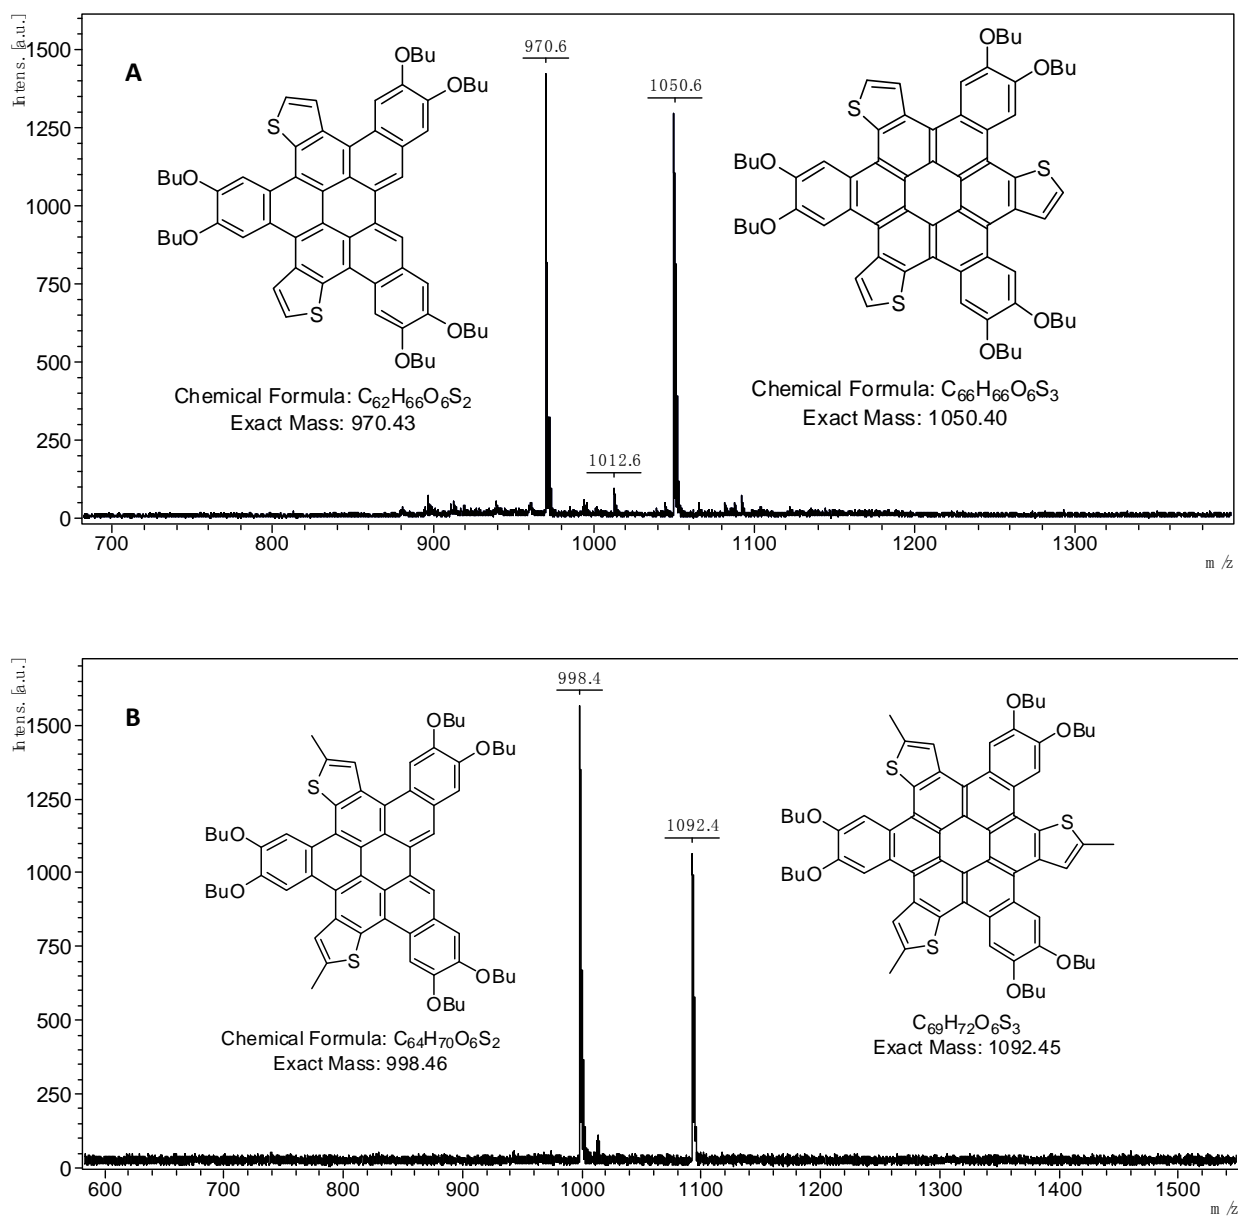 Intens. [a.u.]
1500
1250
1000
750
500
250
0
A
970.6
1050.6
1012.6
OBu
OBu
S
BuO
BuO
S
OBu
OBu
Chemical Formula: C62H66O6S2
Exact Mass: 970.43
OBu
OBu
S
BuO
S
BuO
S
OBu
OBu
Chemical Formula: C66H66O6S3
Exact Mass: 1050.40
700 800 900 1000 1100 1200 1300
m/z
Intens. [a.u.]
1500
1250
1000
750
500
250
0
B
998.4
1092.4
OBu
OBu
S
BuO
BuO
S
OBu
OBu
Chemical Formula: C64H70O6S2
Exact Mass: 998.46
OBu
OBu
S
BuO
S
BuO
S
OBu
OBu
C69H72O6S3
Exact Mass: 1092.45
600 700 800 900 1000 1100 1200 1300 1400 1500
m/z